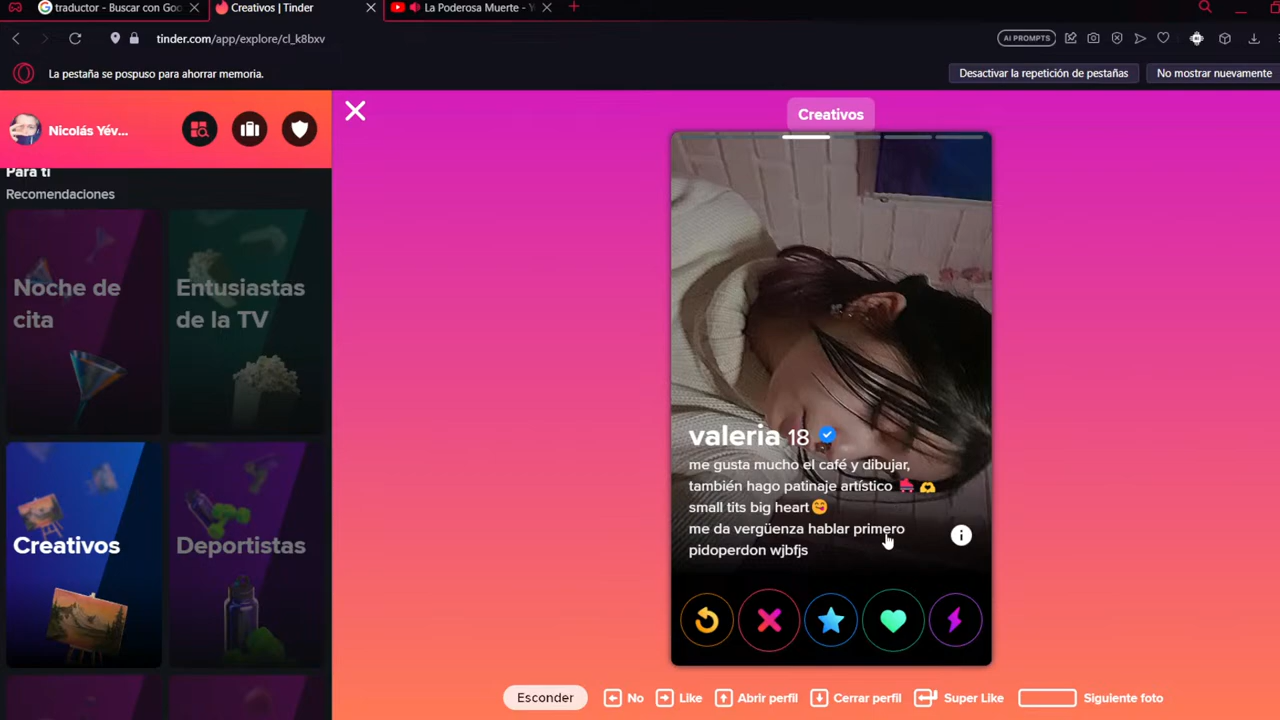 traductor - Buscar con Goo
Creativos | Tinder
La Poderosa Muerte - Y
tinder.com/app/explore/cl_k8bxv
AI PROMPTS
La pestaña se pospuso para ahorrar memoria.
Desactivar la repetición de pestañas
No mostrar nuevamente
Nicolás Yév...
Para ti
Recomendaciones
Noche de
cita
Entusiastas
de la TV
Creativos
Deportistas
Creativos
valeria 18
me gusta mucho el café y dibujar,
también hago patinaje artístico 🛼 🫶
small tits big heart 😋
me da vergüenza hablar primero
pidoperdon wjbfjs
Esconder
No
Like
Abrir perfil
Cerrar perfil
Super Like
Siguiente foto